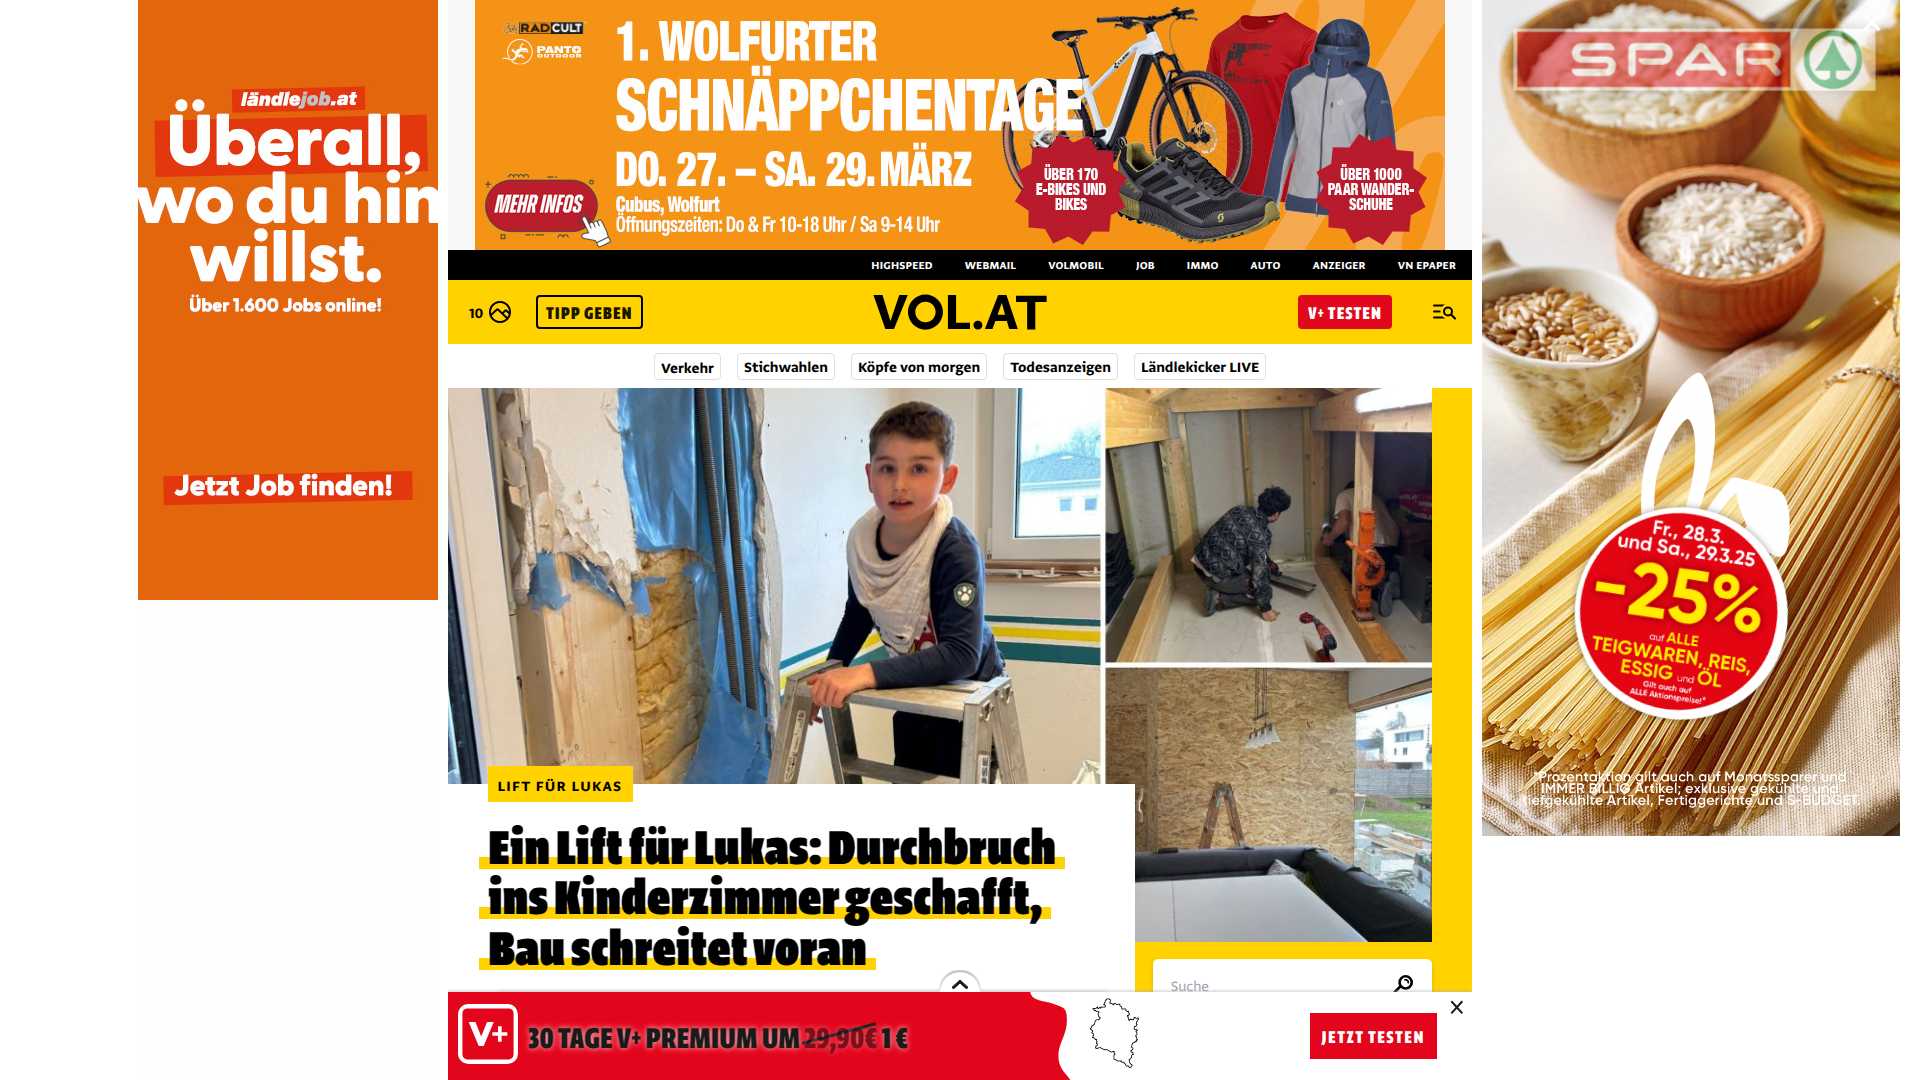 ländlejob.at
Überall,
wo du hin
willst.
Über 1.600 Jobs online!
Jetzt Job finden!
RADCULT
PANTO
OUTDOOR
1. WOLFURTER
SCHNÄPPCHENTAGE
DO. 27. – SA. 29. MÄRZ
MEHR INFOS
Cubus, Wolfurt
Öffnungszeiten: Do & Fr 10-18 Uhr / Sa 9-14 Uhr
ÜBER 170
E-BIKES UND
BIKES
ÜBER 1000
PAAR WANDER-
SCHUHE
HIGHSPEED WEBMAIL VOLMOBIL JOB IMMO AUTO ANZEIGER VN EPAPER
10 TIPP GEBEN VOL.AT V+ TESTEN
Verkehr Stichwahlen Köpfe von morgen Todesanzeigen Ländlekicker LIVE
LIFT FÜR LUKAS
Ein Lift für Lukas: Durchbruch
ins Kinderzimmer geschafft,
Bau schreitet voran
Suche
V+ 30 TAGE V+ PREMIUM UM 29,90€ 1 €
JETZT TESTEN
SPAR
Fr., 28.3.
und Sa., 29.3.25
-25%
auf ALLE
TEIGWAREN, REIS,
ESSIG und ÖL
Gilt auch auf
ALLE Aktionspreise!*
*Prozentaktion gilt auch auf Monatssparer und
IMMER BILLIG Artikel; exklusive gekühlte und
tiefgekühlte Artikel, Fertiggerichte und S-BUDGET.